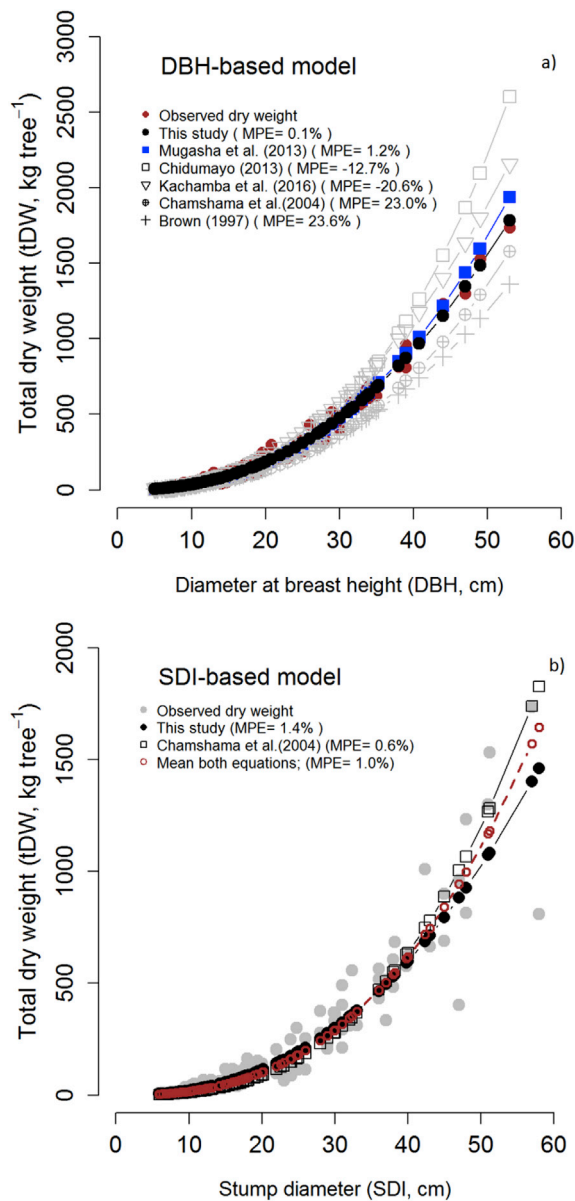 a)
DBH-based model
Observed dry weight
This study ( MPE= 0.1%)
Mugasha et al. (2013) ( MPE= 1.2%)
Chidumayo (2013) ( MPE= -12.7%)
Kachamba et al. (2016) ( MPE= -20.6%)
Chamshama et al.(2004) ( MPE= 23.0%)
Brown (1997) ( MPE= 23.6%)
Total dry weight (tDW, kg tree⁻¹)
3000
2500
2000
1500
1000
500
0
0 10 20 30 40 50 60
Diameter at breast height (DBH, cm)
b)
SDI-based model
Observed dry weight
This study (MPE= 1.4% )
Chamshama et al.(2004) (MPE= 0.6%)
Mean both equations; (MPE= 1.0%)
Total dry weight (tDW, kg tree⁻¹)
2000
1500
1000
500
0
0 10 20 30 40 50 60
Stump diameter (SDI, cm)